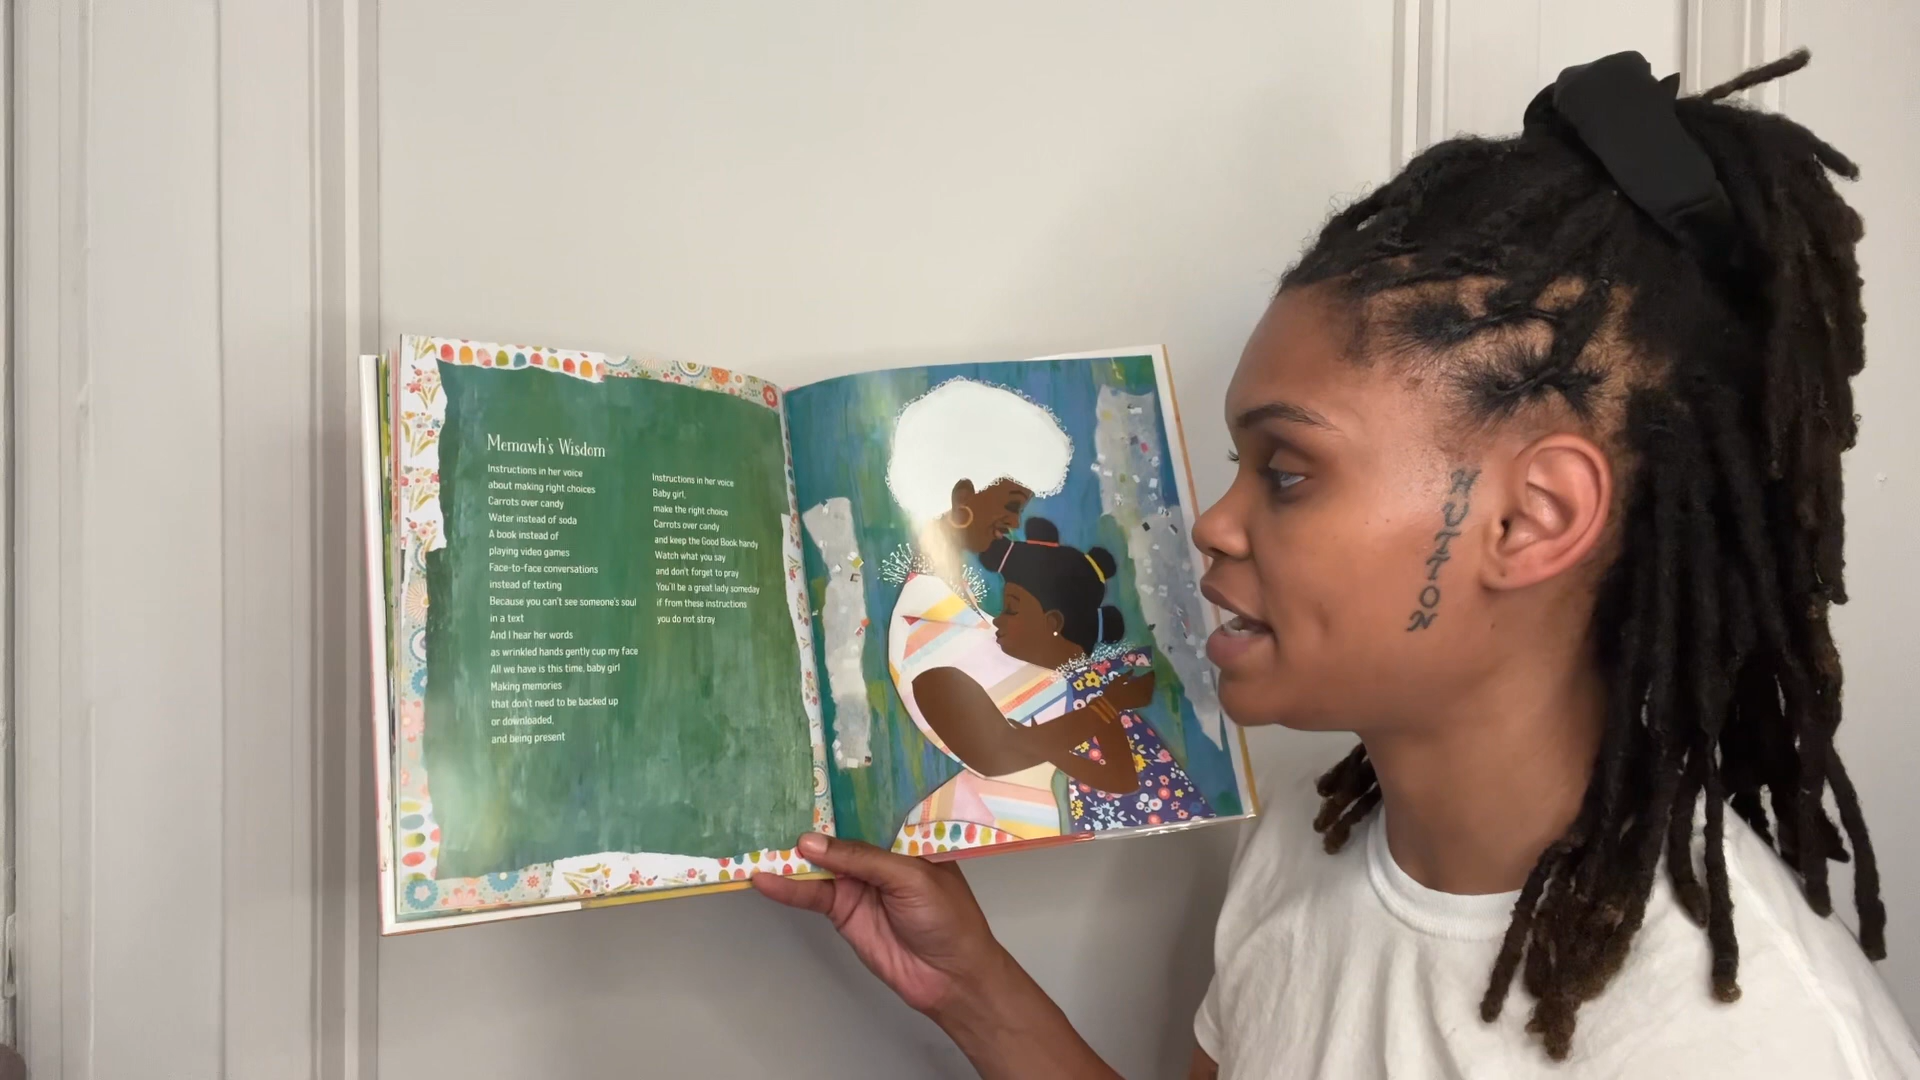 Memawh's Wisdom
Instructions in her voice
about making right choices
Carrots over candy
Water instead of soda
A book instead of
playing video games
Face-to-face conversations
instead of texting
Because you can't see someone's soul
in a text
And I hear her words
as wrinkled hands gently cup my face
All we have is this time, baby girl
Making memories
that don't need to be backed up
or downloaded,
and being present
Instructions in her voice
Baby girl,
make the right choice
Carrots over candy
and keep the Good Book handy
Watch what you say
and don't forget to pray
You'll be a great lady someday
if from these instructions
you do not stray
HUTTON